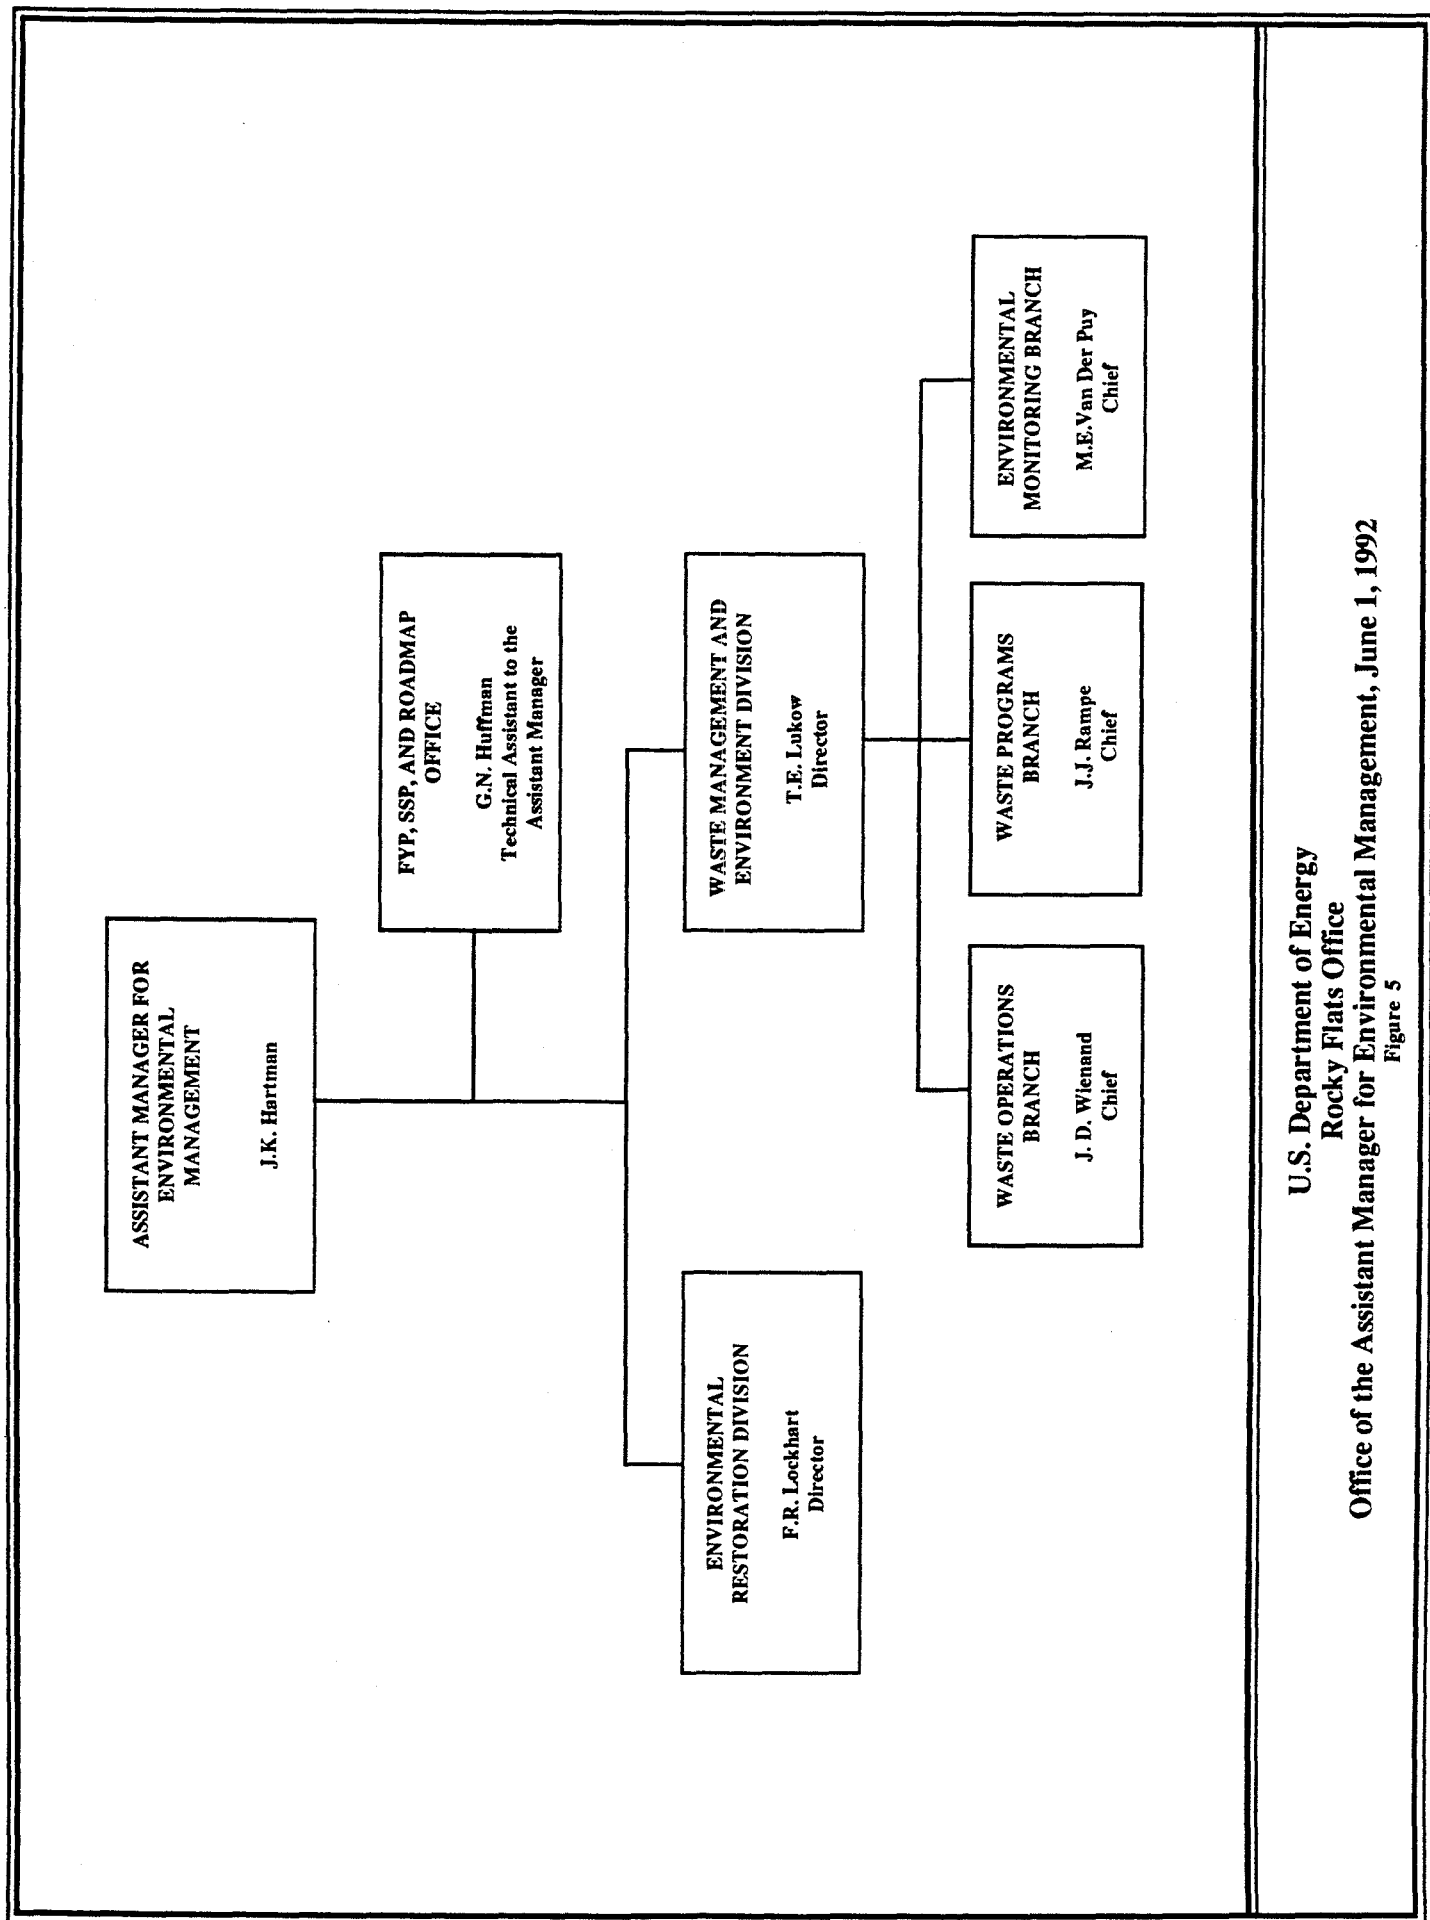 ASSISTANT MANAGER FOR
ENVIRONMENTAL
MANAGEMENT
J.K. Hartman
FYP, SSP, AND ROADMAP
OFFICE
G.N. Huffman
Technical Assistant to the
Assistant Manager
ENVIRONMENTAL
RESTORATION DIVISION
F.R. Lockhart
Director
WASTE MANAGEMENT AND
ENVIRONMENT DIVISION
T.E. Lukow
Director
WASTE OPERATIONS
BRANCH
J. D. Wienand
Chief
WASTE PROGRAMS
BRANCH
J.J. Rampe
Chief
ENVIRONMENTAL
MONITORING BRANCH
M.E.Van Der Puy
Chief
U.S. Department of Energy
Rocky Flats Office
Office of the Assistant Manager for Environmental Management, June 1, 1992
Figure 5